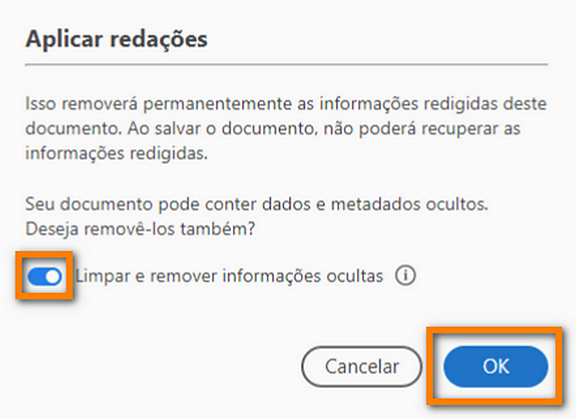 Aplicar redações
Isso removerá permanentemente as informações redigidas deste
documento. Ao salvar o documento, não poderá recuperar as
informações redigidas.
Seu documento pode conter dados e metadados ocultos.
Deseja removê-los também?
Limpar e remover informações ocultas
Cancelar
OK